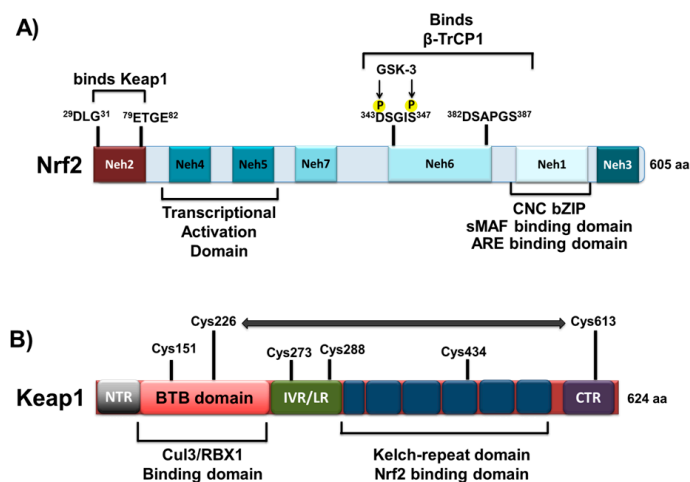 A)
Binds
β-TrCP1
GSK-3
binds Keap1
P P
²⁹DLG³¹ ⁷⁹ETGE⁸² ³⁴³DSGIS³⁴⁷ ³⁸²DSAPGS³⁸⁷
Nrf2 Neh2 Neh4 Neh5 Neh7 Neh6 Neh1 Neh3 605 aa
Transcriptional
Activation
Domain
CNC bZIP
sMAF binding domain
ARE binding domain
B)
Cys226 Cys613
Cys151 Cys273 Cys288 Cys434
Keap1 NTR BTB domain IVR/LR CTR 624 aa
Cul3/RBX1
Binding domain
Kelch-repeat domain
Nrf2 binding domain